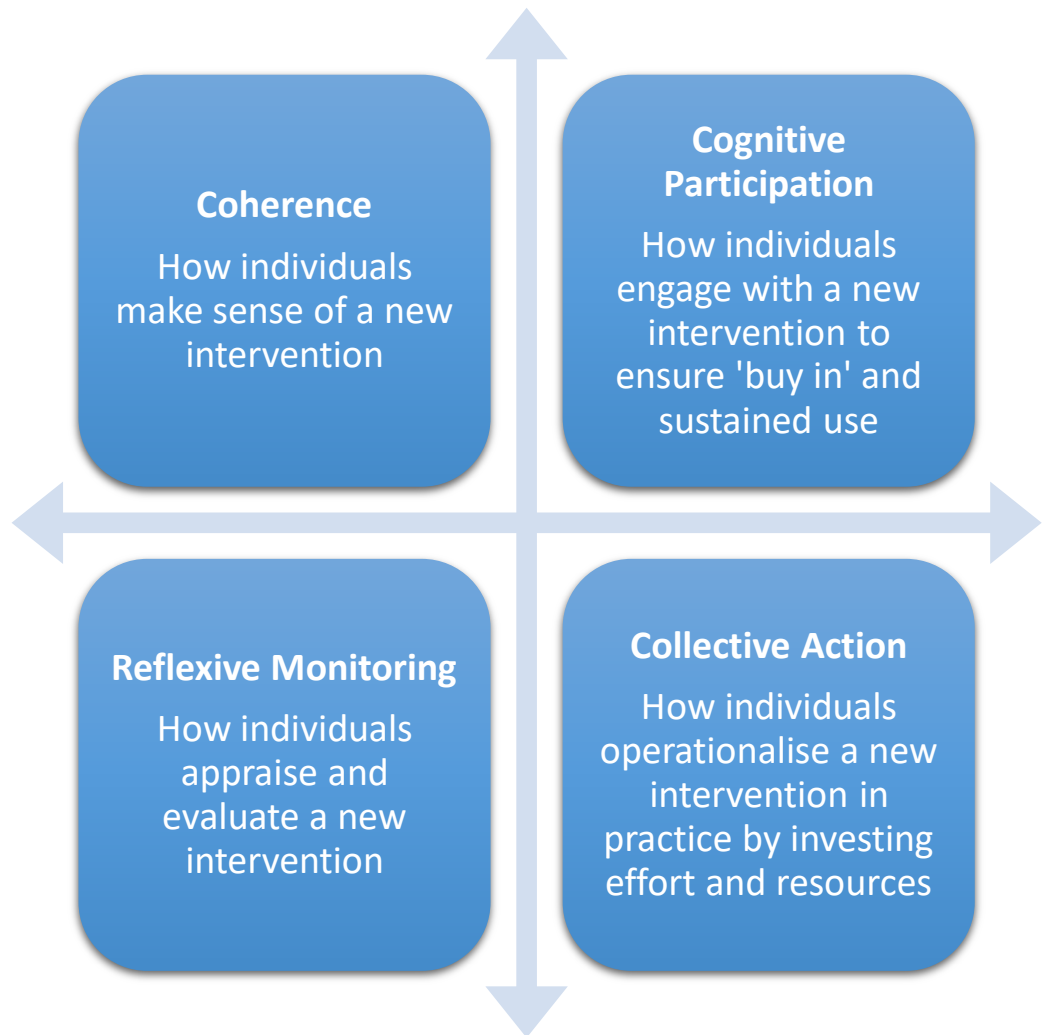 Coherence
How individuals
make sense of a new
intervention
Cognitive
Participation
How individuals
engage with a new
intervention to
ensure 'buy in' and
sustained use
Reflexive Monitoring
How individuals
appraise and
evaluate a new
intervention
Collective Action
How individuals
operationalise a new
intervention in
practice by investing
effort and resources